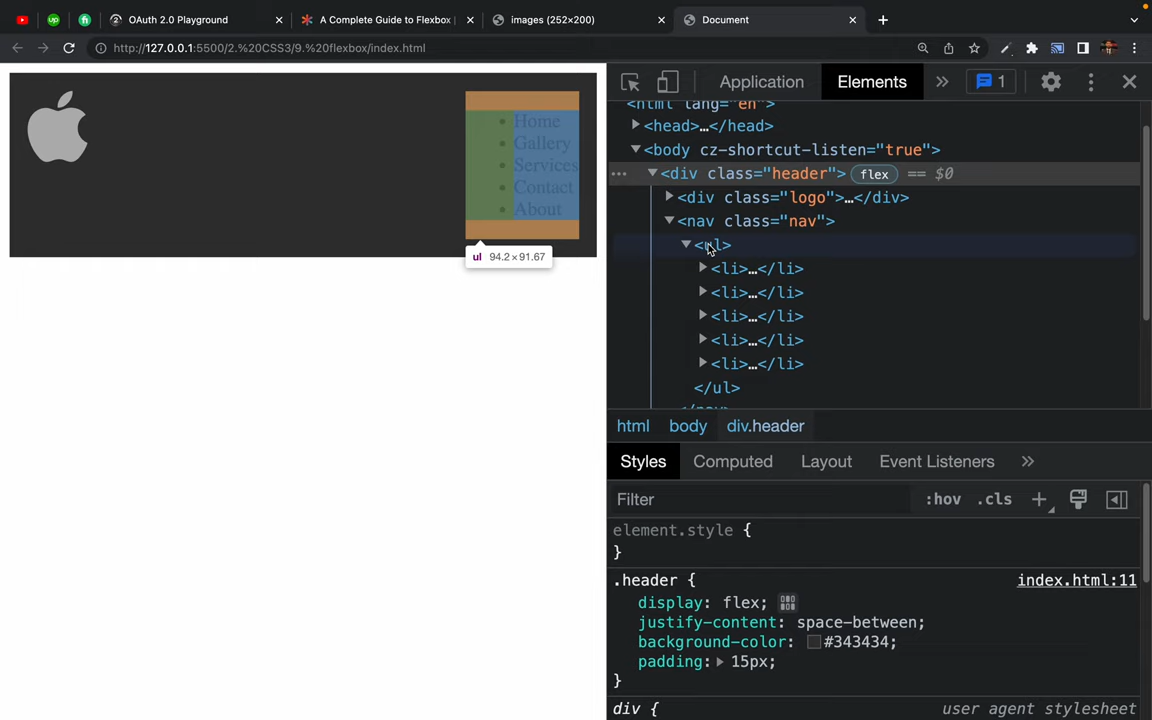 OAuth 2.0 Playground
A Complete Guide to Flexbox |
images (252×200)
Document
http://127.0.0.1:5500/2.%20CSS3/9.%20flexbox/index.html
Home
Gallery
Services
Contact
About
ul 94.2×91.67
Application
Elements
1
html lang="en">
<head>…</head>
<body cz-shortcut-listen="true">
<div class="header"> flex == $0
<div class="logo">…</div>
<nav class="nav">
<ul>
<li>…</li>
<li>…</li>
<li>…</li>
<li>…</li>
<li>…</li>
</ul>
html body div.header
Styles Computed Layout Event Listeners
Filter :hov .cls
element.style {
}
.header { index.html:11
display: flex;
justify-content: space-between;
background-color: #343434;
padding: 15px;
}
div { user agent stylesheet